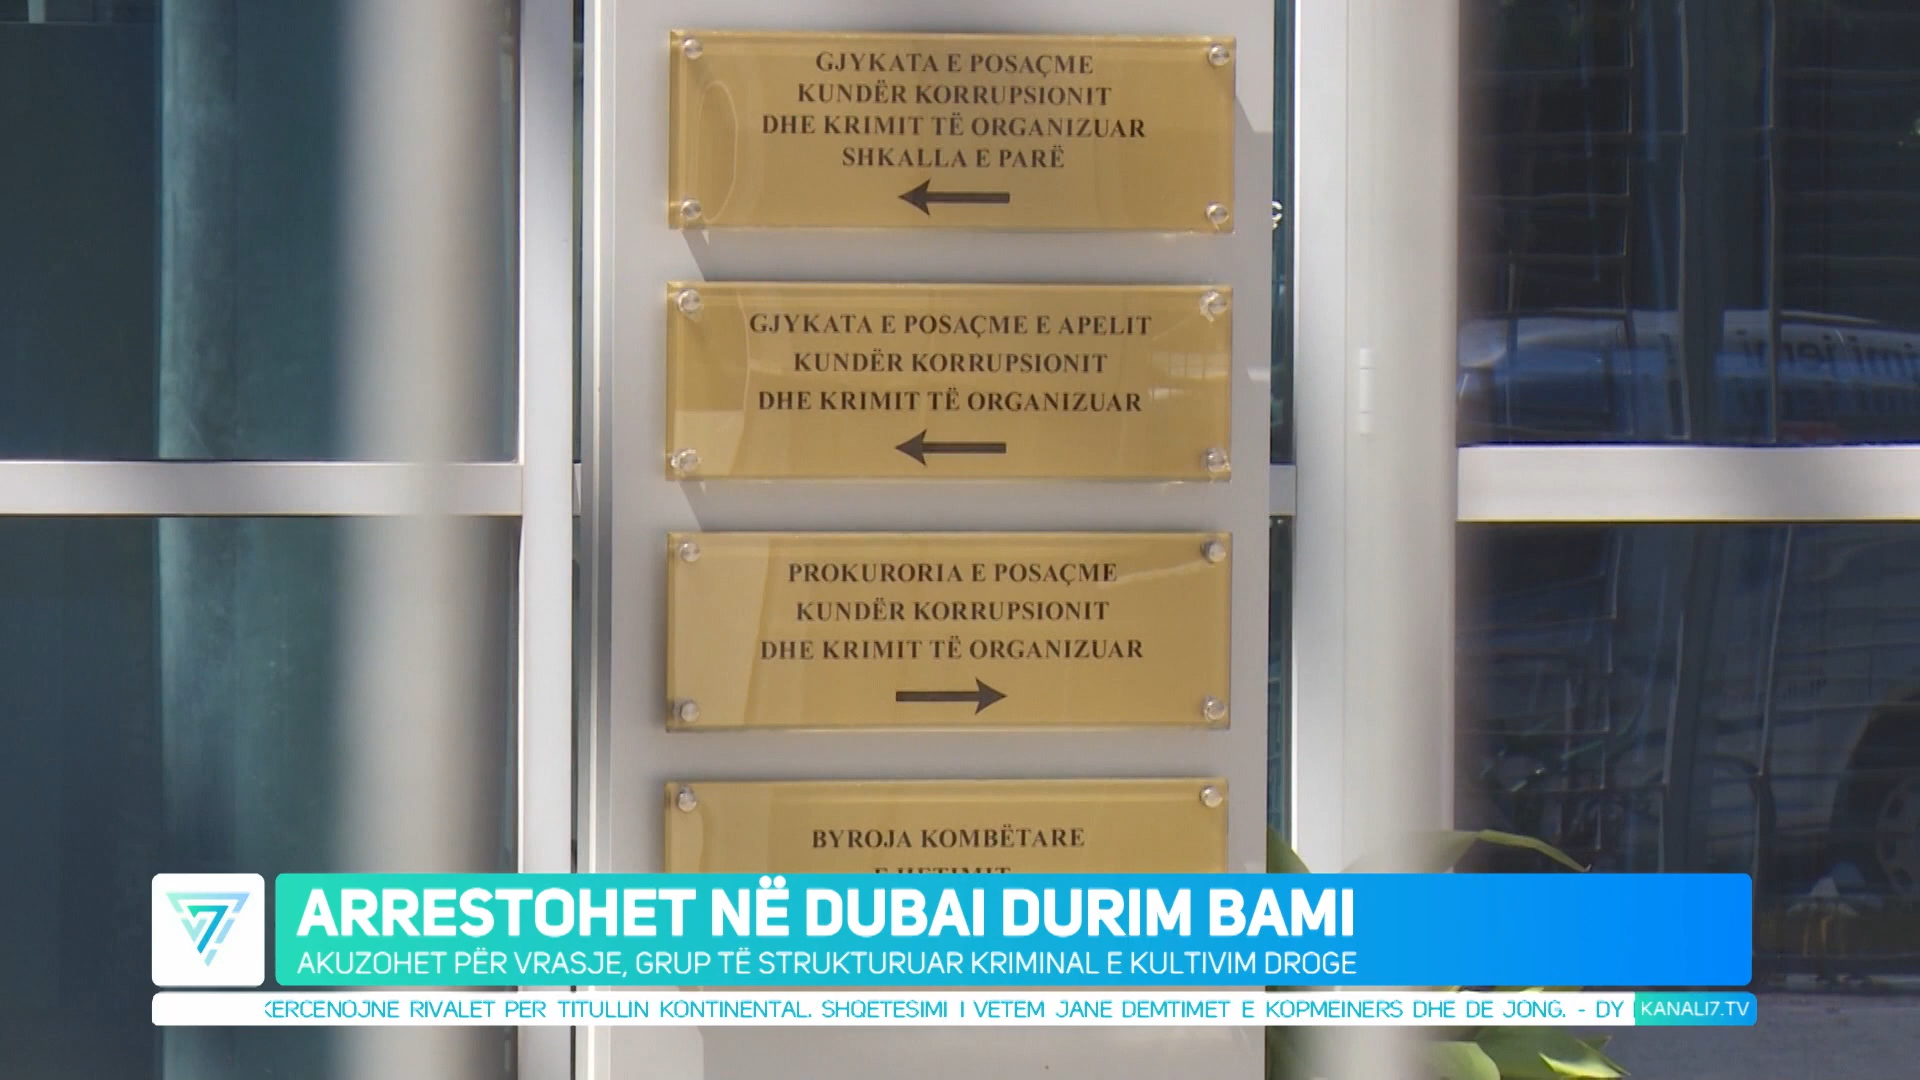 GJYKATA E POSAÇME
KUNDËR KORRUPSIONIT
DHE KRIMIT TË ORGANIZUAR
SHKALLA E PARË
GJYKATA E POSAÇME E APELIT
KUNDËR KORRUPSIONIT
DHE KRIMIT TË ORGANIZUAR
PROKURORIA E POSAÇME
KUNDËR KORRUPSIONIT
DHE KRIMIT TË ORGANIZUAR
BYROJA KOMBËTARE
E HETIMIT
ARRESTOHET NË DUBAI DURIM BAMI
AKUZOHET PËR VRASJE, GRUP TË STRUKTURUAR KRIMINAL E KULTIVIM DROGE
KERCENOJNE RIVALET PER TITULLIN KONTINENTAL. SHQETESIMI I VETEM JANE DEMTIMET E KOPMEINERS DHE DE JONG. - DY
KANALI7.TV